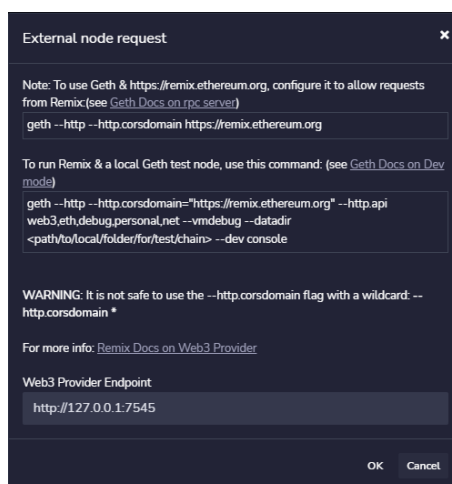 External node request
×
Note: To use Geth & https://remix.ethereum.org, configure it to allow requests
from Remix:(see Geth Docs on rpc server)
geth --http --http.corsdomain https://remix.ethereum.org
To run Remix & a local Geth test node, use this command: (see Geth Docs on Dev
mode)
geth --http --http.corsdomain="https://remix.ethereum.org" --http.api
web3,eth,debug,personal,net --vmdebug --datadir
<path/to/local/folder/for/test/chain> --dev console
WARNING: It is not safe to use the --http.corsdomain flag with a wildcard: --
http.corsdomain *
For more info: Remix Docs on Web3 Provider
Web3 Provider Endpoint
http://127.0.0.1:7545
OK Cancel